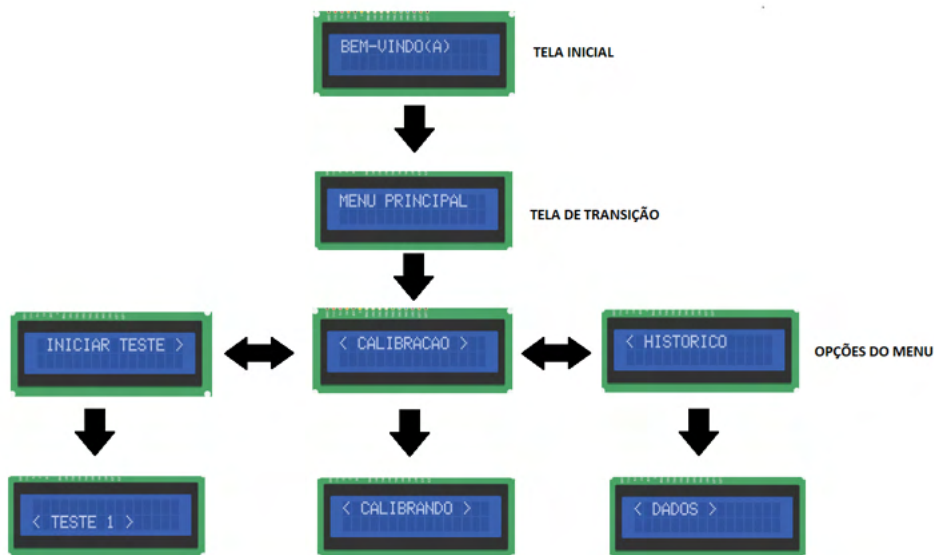 BEM-VINDO(A)
TELA INICIAL
MENU PRINCIPAL
TELA DE TRANSIÇÃO
INICIAR TESTE >
< CALIBRACAO >
< HISTORICO
OPÇÕES DO MENU
< TESTE 1 >
< CALIBRANDO >
< DADOS >